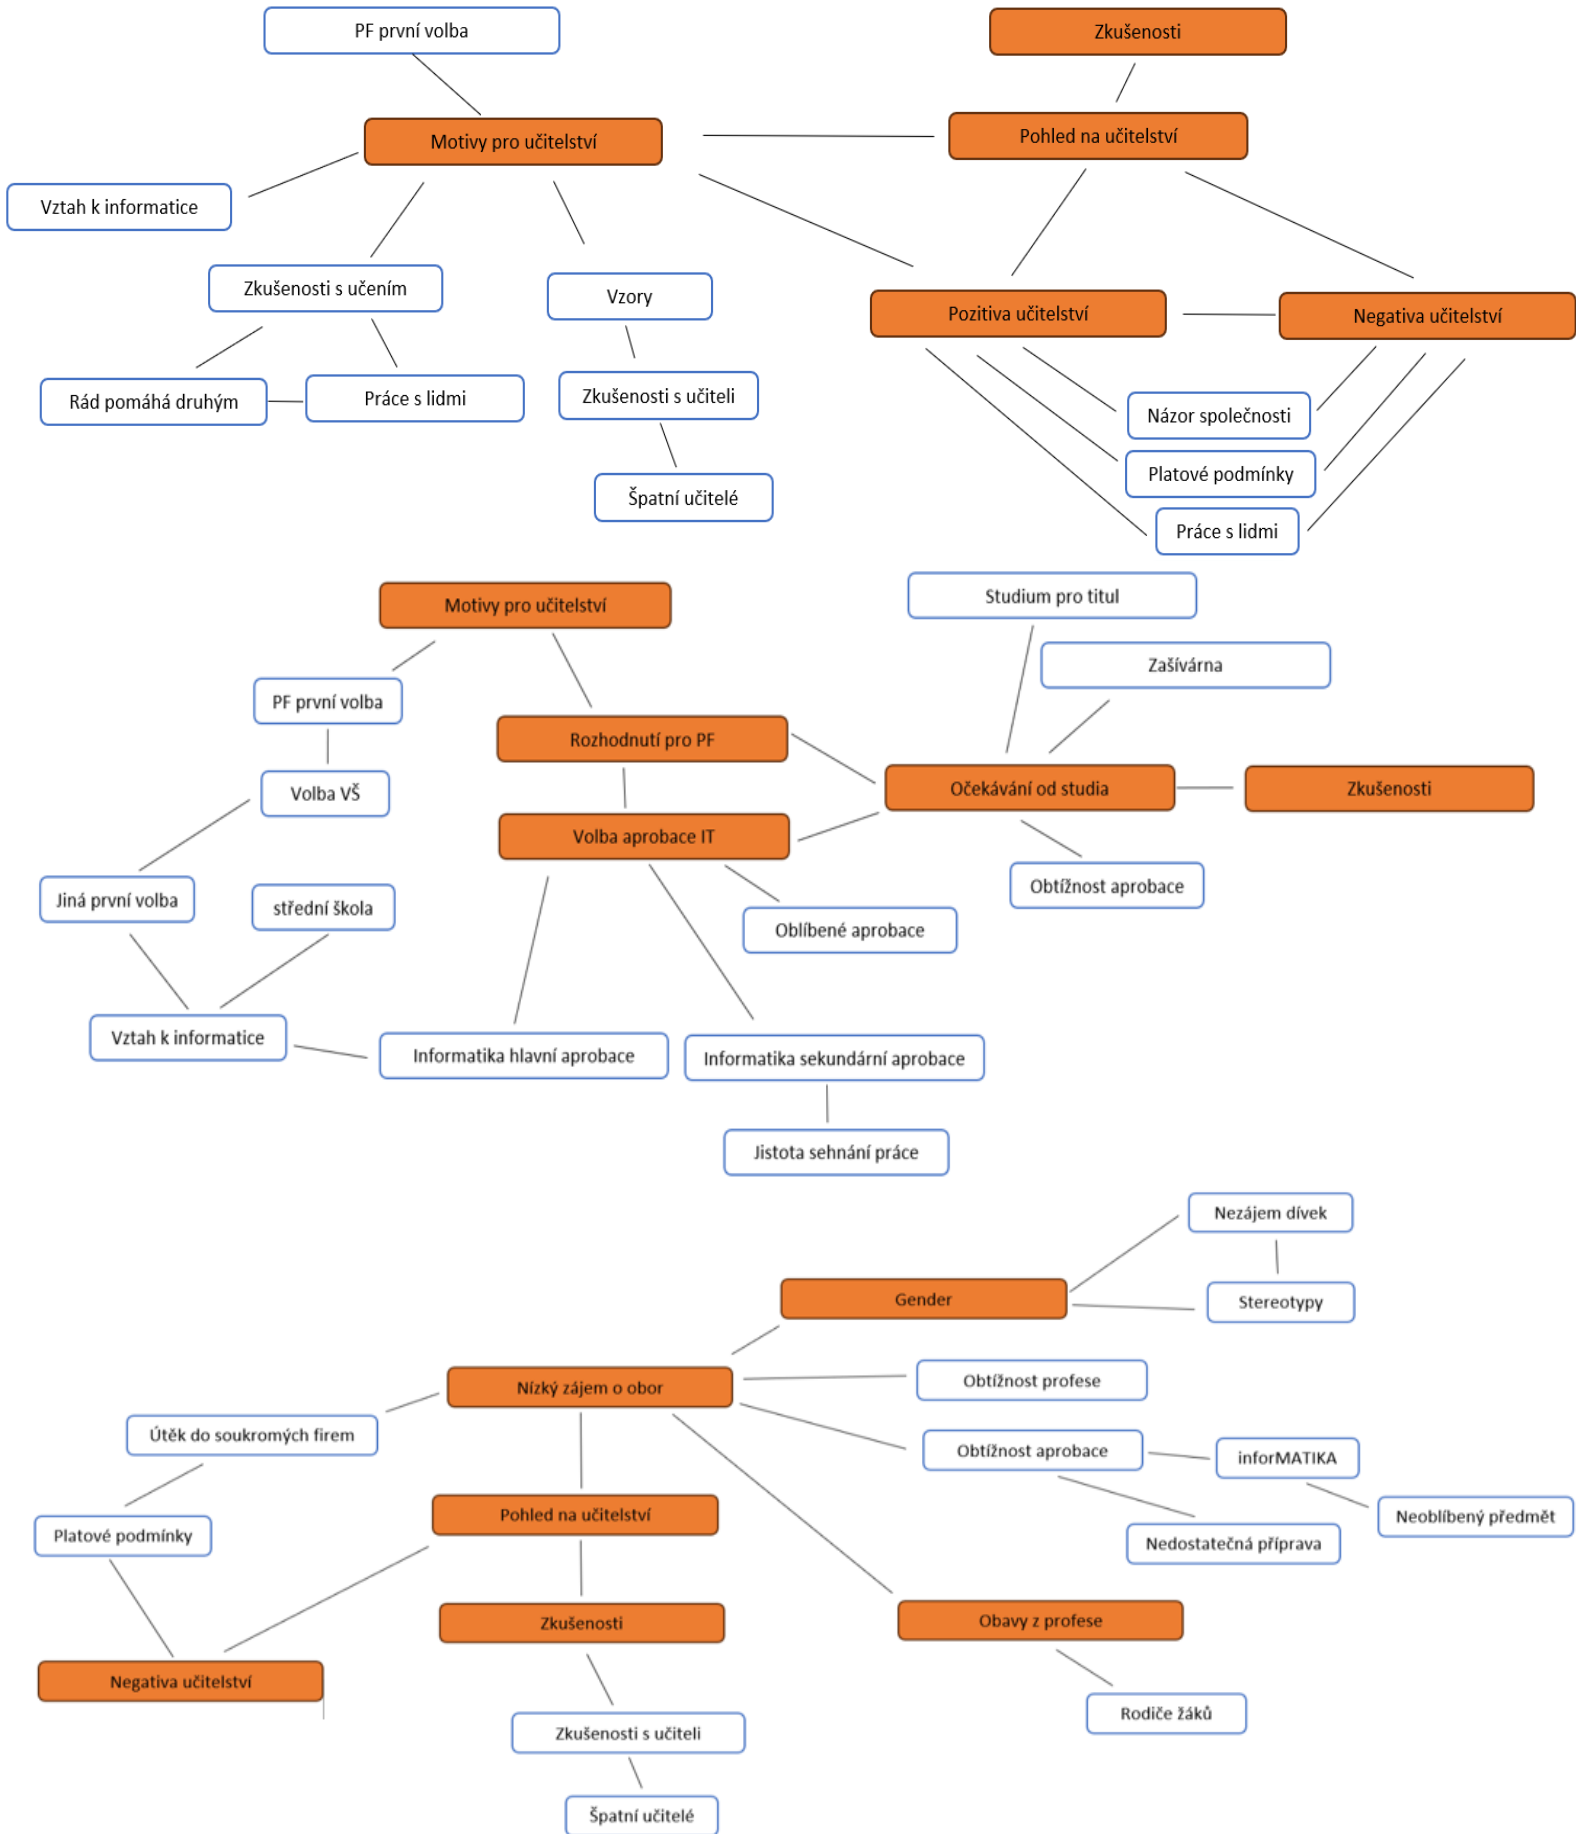 PF první volba
Zkušenosti
Motivy pro učitelství
Pohled na učitelství
Vztah k informatice
Zkušenosti s učením
Vzory
Pozitiva učitelství
Negativa učitelství
Rád pomáhá druhým
Práce s lidmi
Zkušenosti s učiteli
Názor společnosti
Platové podmínky
Špatní učitelé
Práce s lidmi
Studium pro titul
Motivy pro učitelství
Zašívárna
PF první volba
Rozhodnutí pro PF
Volba VŠ
Očekávání od studia
Zkušenosti
Volba aprobace IT
Jiná první volba
střední škola
Obtížnost aprobace
Oblíbené aprobace
Vztah k informatice
Informatika hlavní aprobace
Informatika sekundární aprobace
Jistota sehnání práce
Nezájem dívek
Gender
Stereotypy
Nízký zájem o obor
Obtížnost profese
Útěk do soukromých firem
Obtížnost aprobace
inforMATIKA
Pohled na učitelství
Neoblíbený předmět
Platové podmínky
Nedostatečná příprava
Zkušenosti
Obavy z profese
Negativa učitelství
Rodiče žáků
Zkušenosti s učiteli
Špatní učitelé